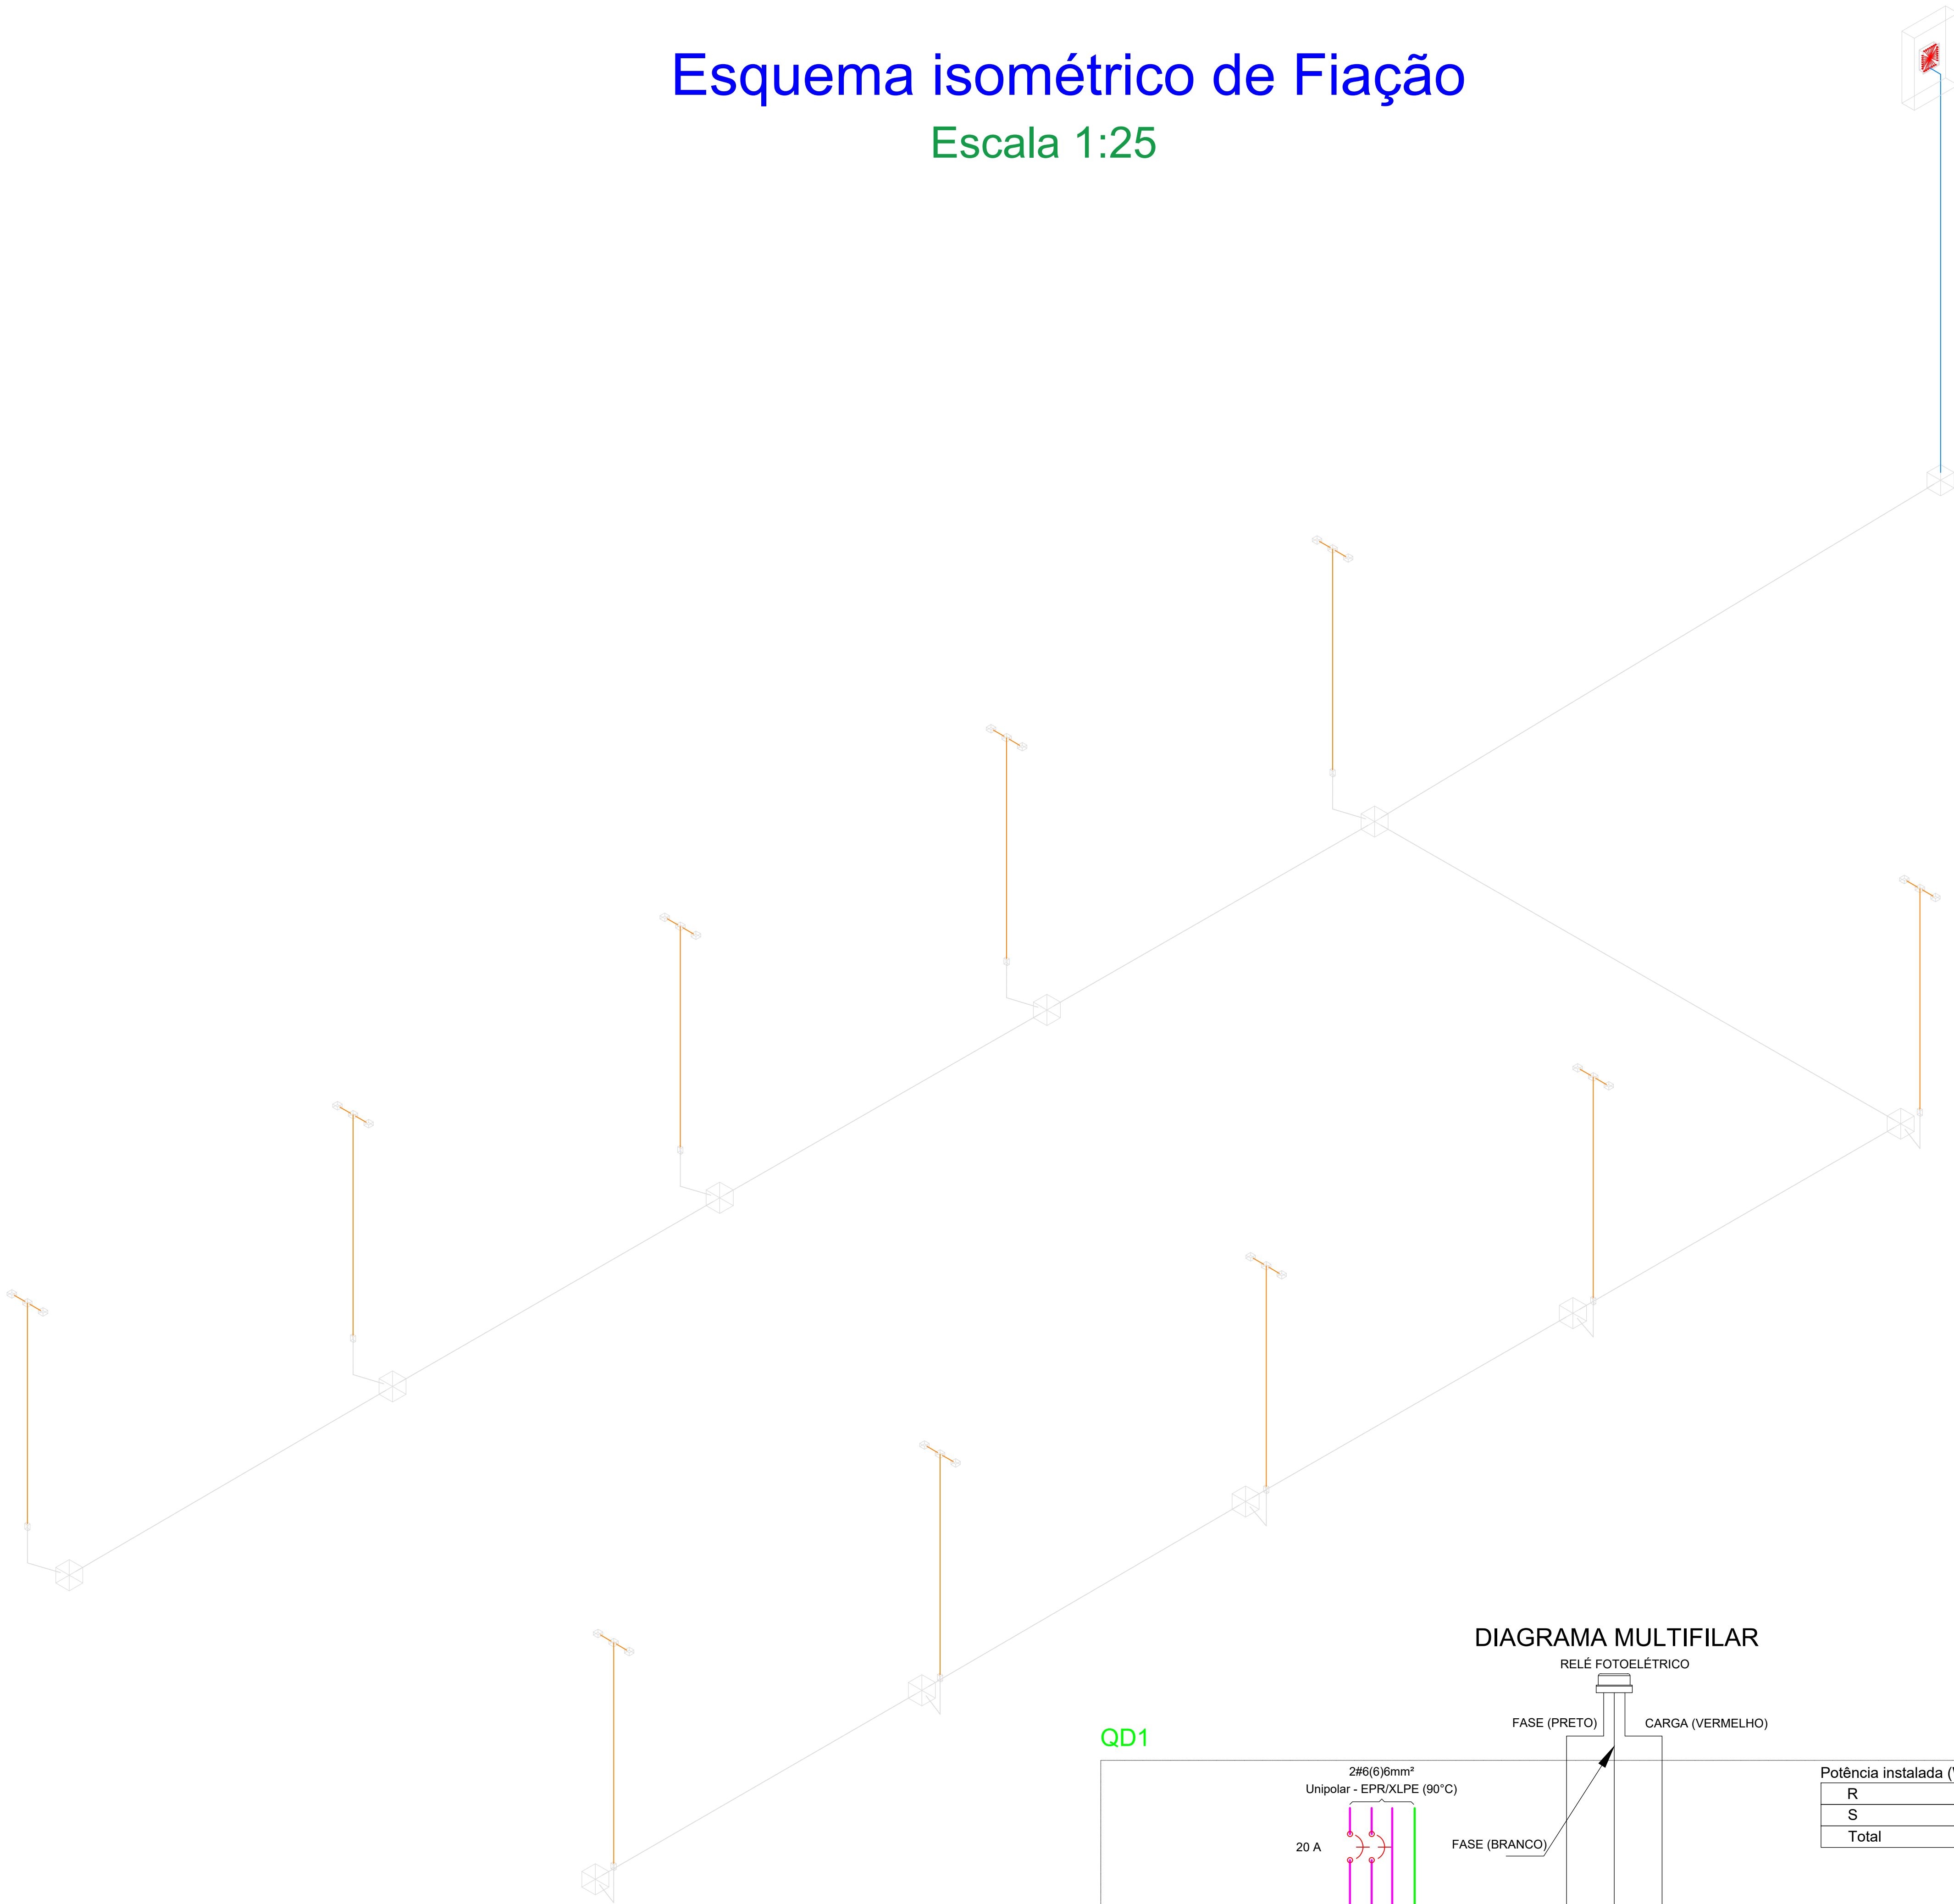 Esquema isométrico de Fiação
Escala 1:25
DIAGRAMA MULTIFILAR
RELÉ FOTOELÉTRICO
FASE (PRETO)
CARGA (VERMELHO)
QD1
2#6(6)6mm²
Unipolar - EPR/XLPE (90°C)
Potência instalada (
R
S
Total
20 A
FASE (BRANCO)